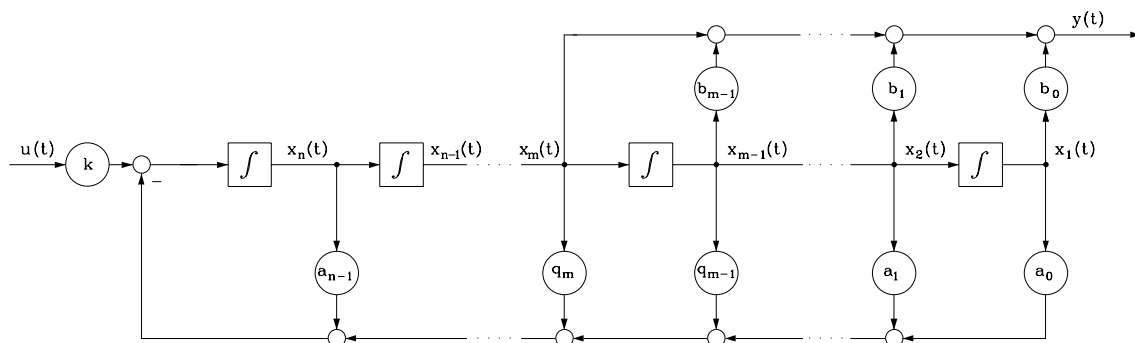 y(t)
b_{m-1}
b_1
b_0
u(t)
k
∫
x_n(t)
∫
x_{n-1}(t)
x_m(t)
∫
x_{m-1}(t)
x_2(t)
∫
x_1(t)
–
a_{n-1}
q_m
q_{m-1}
a_1
a_0